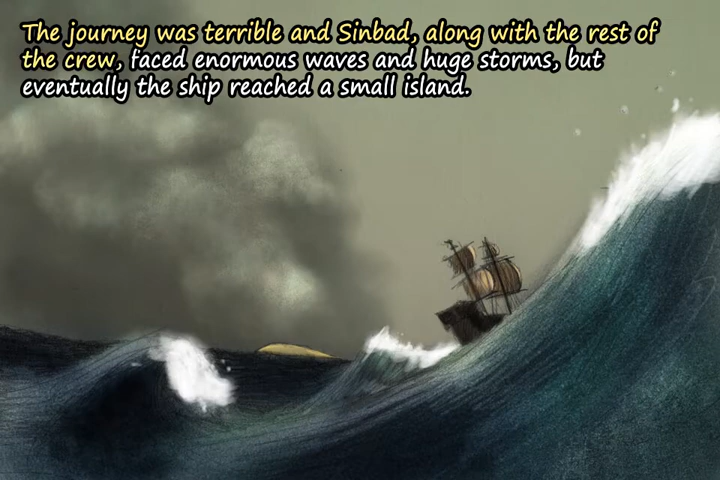 The journey was terrible and Sinbad, along with the rest of
the crew, faced enormous waves and huge storms, but
eventually the ship reached a small island.